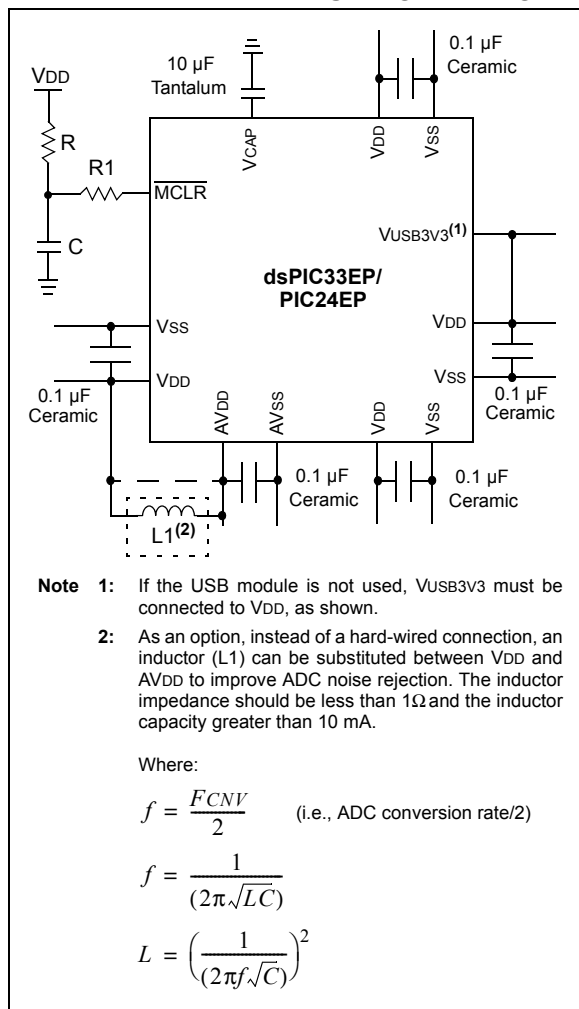 0.1 µF
Ceramic
10 µF
Tantalum
VDD
R
R1
C
VCAP
VDD
VSS
MCLR
VUSB3V3(1)
dsPIC33EP/
PIC24EP
VSS
VDD
VDD
VSS
0.1 µF
Ceramic
0.1 µF
Ceramic
AVDD
AVSS
VDD
VSS
0.1 µF
Ceramic
0.1 µF
Ceramic
L1(2)
Note 1: If the USB module is not used, VUSB3V3 must be
connected to VDD, as shown.
2: As an option, instead of a hard-wired connection, an
inductor (L1) can be substituted between VDD and
AVDD to improve ADC noise rejection. The inductor
impedance should be less than 1Ω and the inductor
capacity greater than 10 mA.
Where:
f = FCNV / 2 (i.e., ADC conversion rate/2)
f = 1 / (2π√LC)
L = (1 / (2πf√C))²